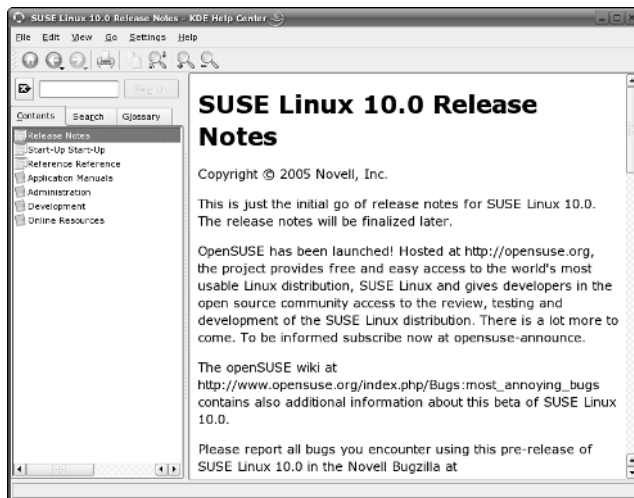 SUSE Linux 10.0 Release Notes - KDE Help Center
File Edit View Go Settings Help
Search
Contents Search Glossary
Release Notes
Start-Up Start-Up
Reference Reference
Application Manuals
Administration
Development
Online Resources
SUSE Linux 10.0 Release
Notes
Copyright © 2005 Novell, Inc.
This is just the initial go of release notes for SUSE Linux 10.0.
The release notes will be finalized later.
OpenSUSE has been launched! Hosted at http://opensuse.org,
the project provides free and easy access to the world's most
usable Linux distribution, SUSE Linux and gives developers in the
open source community access to the review, testing and
development of the SUSE Linux distribution. There is a lot more to
come. To be informed subscribe now at opensuse-announce.
The openSUSE wiki at
http://www.opensuse.org/index.php/Bugs:most_annoying_bugs
contains also additional information about this beta of SUSE Linux
10.0.
Please report all bugs you encounter using this pre-release of
SUSE Linux 10.0 in the Novell Bugzilla at